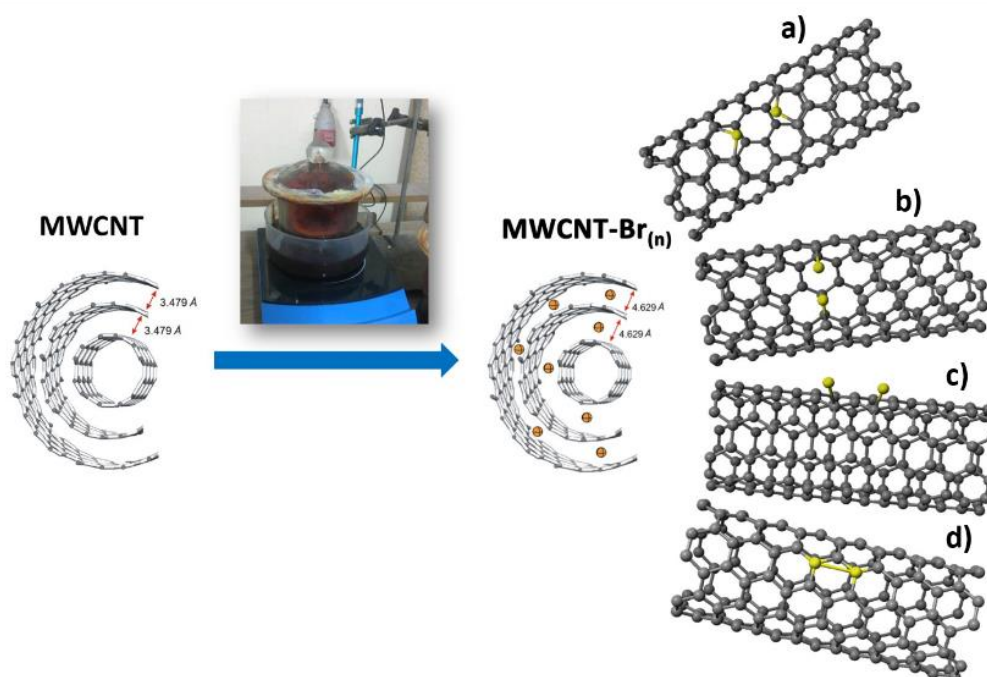 MWCNT
3.479 Å
3.479 Å
MWCNT-Br(n)
4.629 Å
4.629 Å
a)
b)
c)
d)